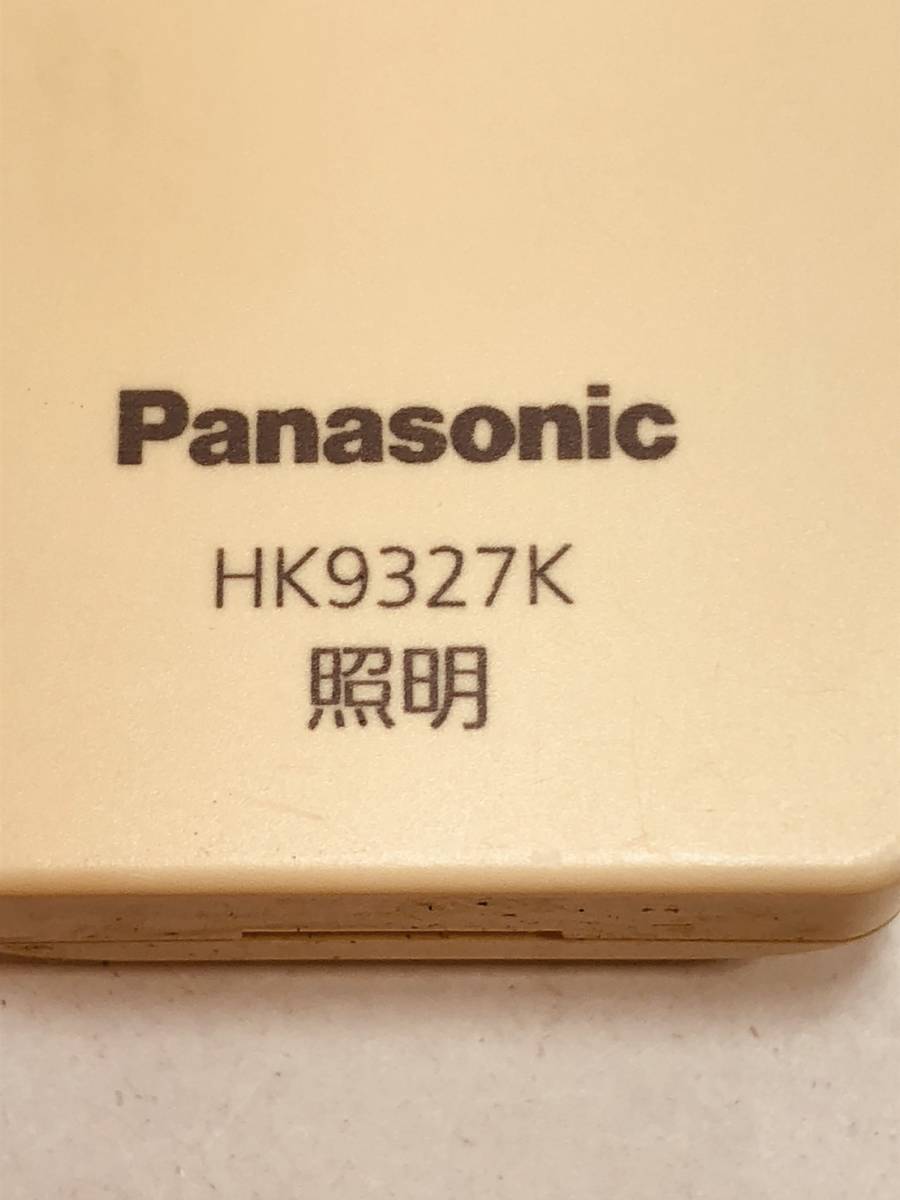 Panasonic
HK9327K
照明